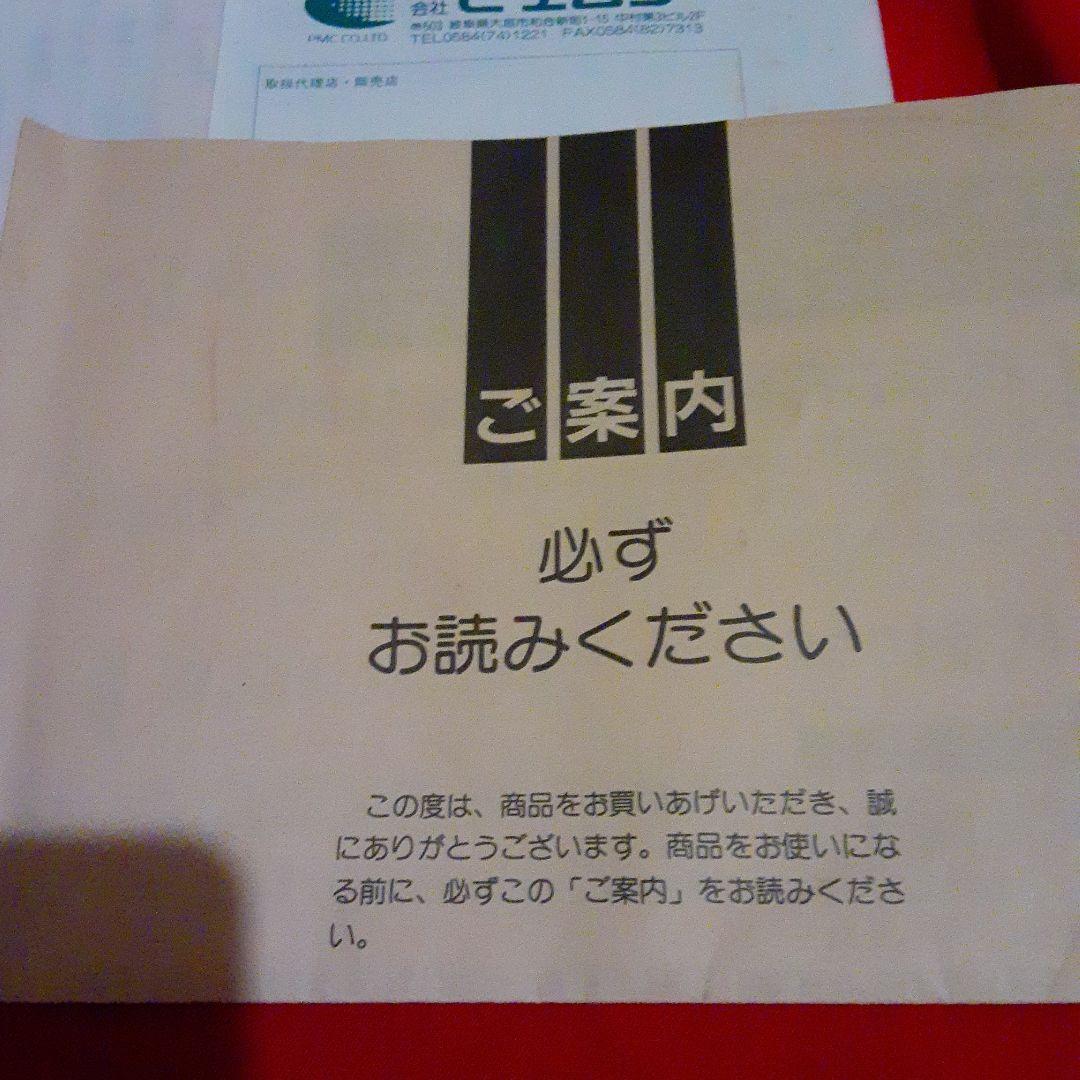 会社
PMC CO.,LTD
TEL0584(74)1221 FAX0584(82)7313
取扱代理店・販売店
ご案内
必ず
お読みください
この度は、商品をお買いあげいただき、誠
にありがとうございます。商品をお使いにな
る前に、必ずこの「ご案内」をお読みくださ
い。